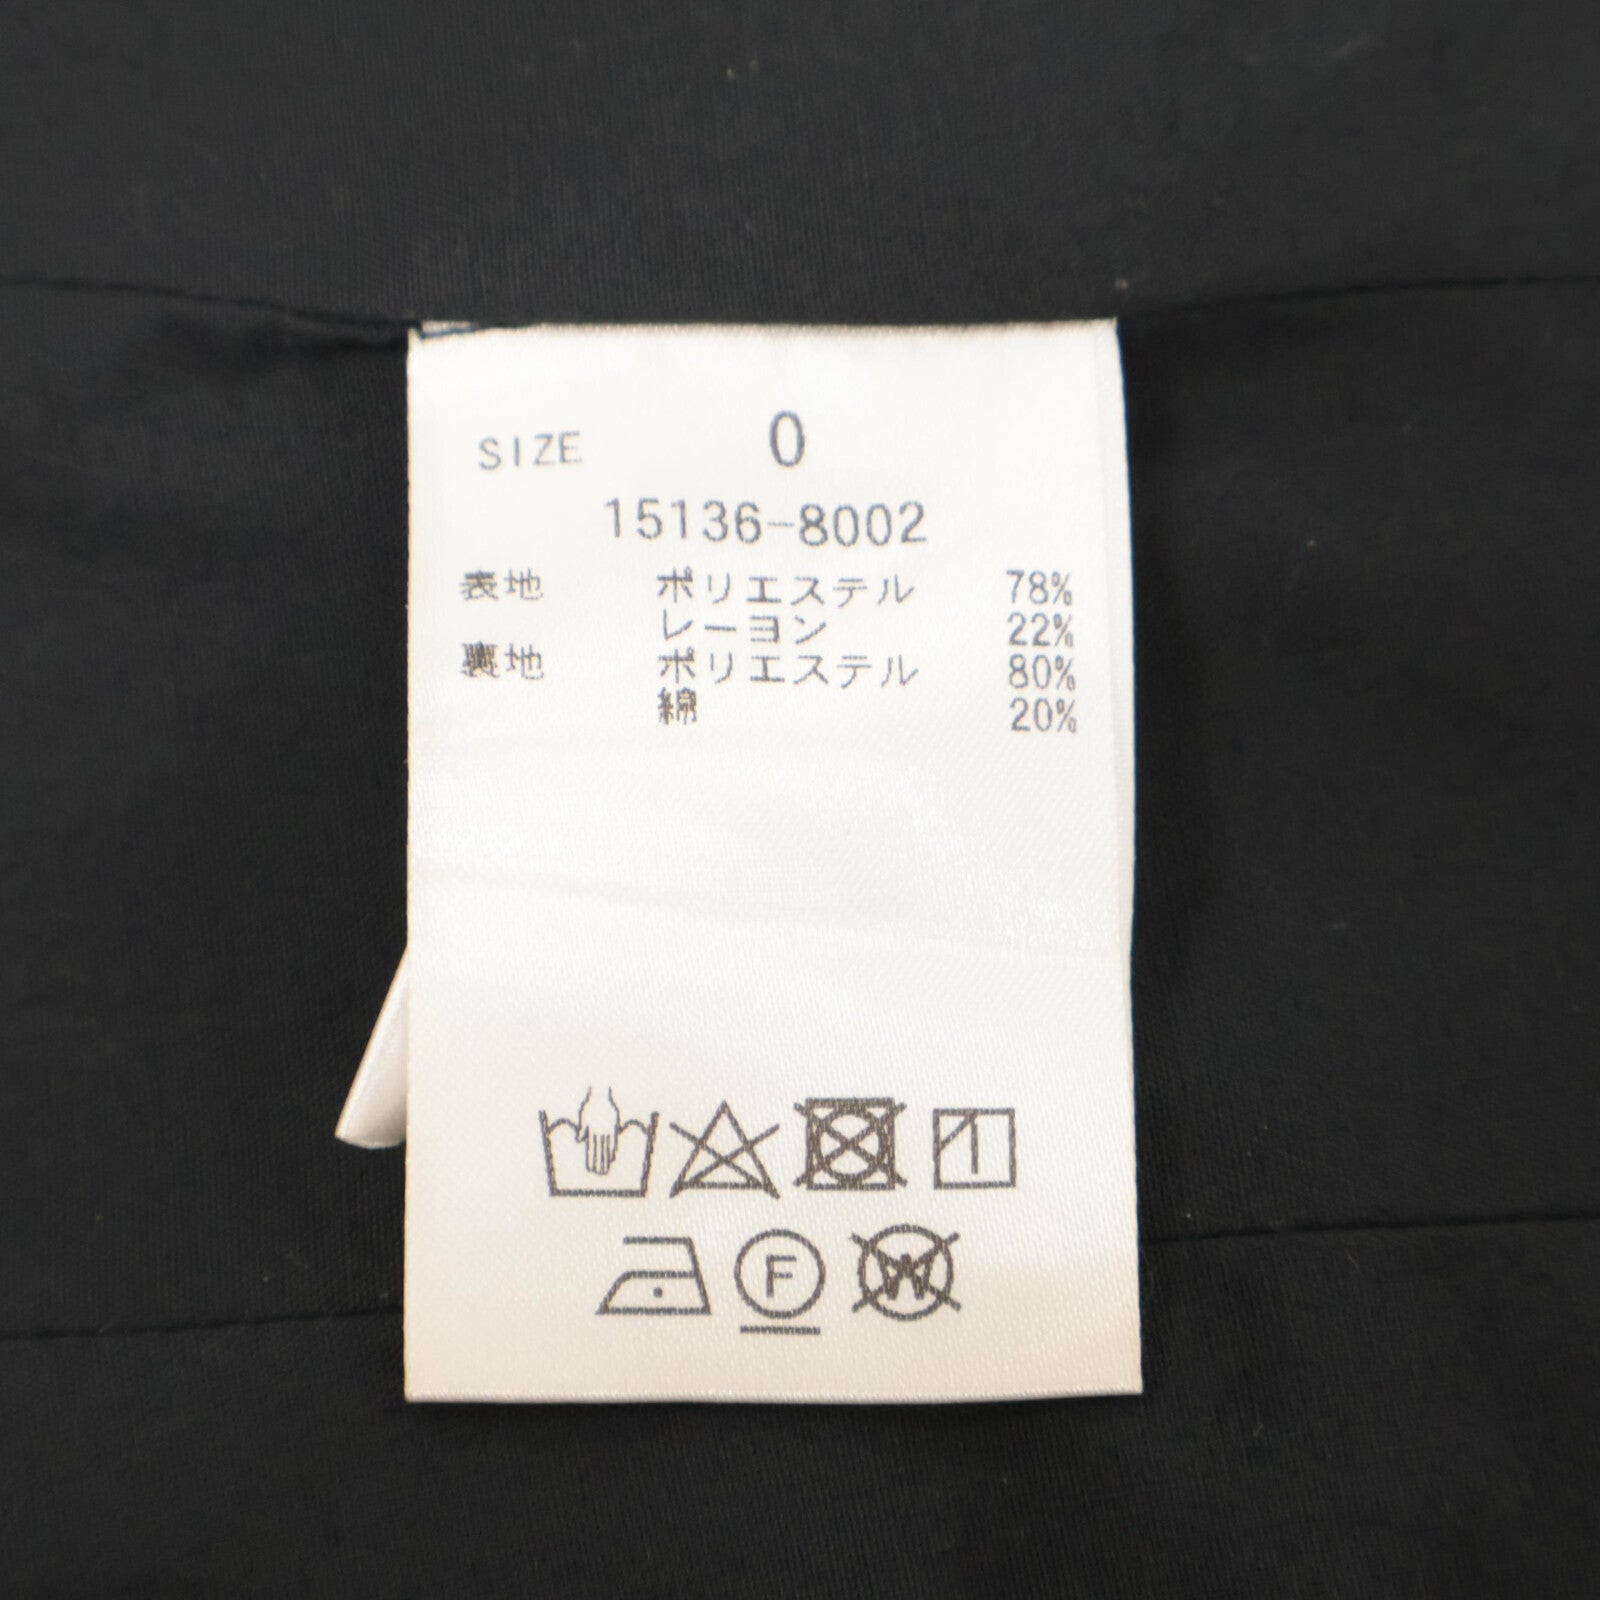 SIZE 0
15136-8002
表地 ポリエステル 78%
レーヨン 22%
裏地 ポリエステル 80%
綿 20%
F
W